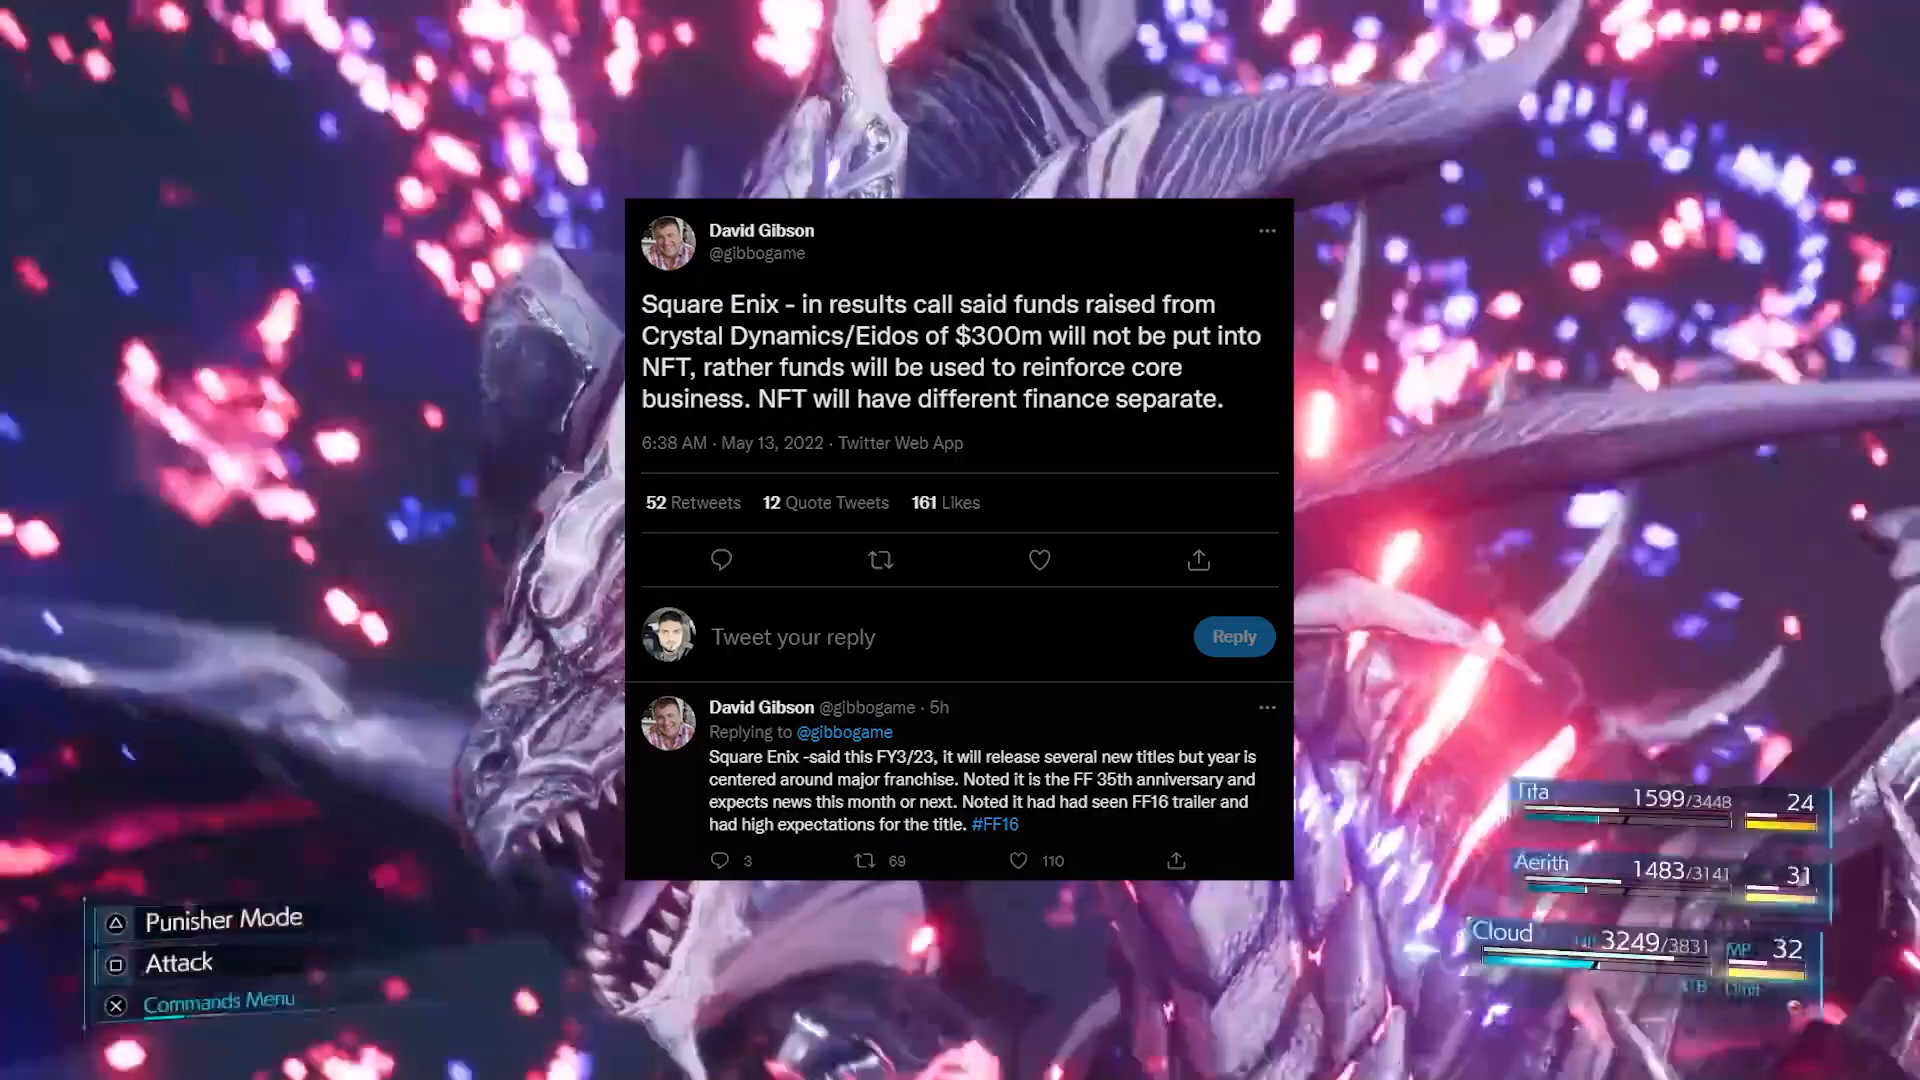 David Gibson
@gibbogame
Square Enix - in results call said funds raised from
Crystal Dynamics/Eidos of $300m will not be put into
NFT, rather funds will be used to reinforce core
business. NFT will have different finance separate.
6:38 AM · May 13, 2022 · Twitter Web App
52 Retweets 12 Quote Tweets 161 Likes
Tweet your reply
Reply
David Gibson @gibbogame · 5h
Replying to @gibbogame
Square Enix -said this FY3/23, it will release several new titles but year is
centered around major franchise. Noted it is the FF 35th anniversary and
expects news this month or next. Noted it had had seen FF16 trailer and
had high expectations for the title. #FF16
3 69 110
Punisher Mode
Attack
Commands Menu
Tifa 1599/3448 24
Aerith 1483/3141 31
Cloud HP 3249/3831 MP 32
ATB Limit